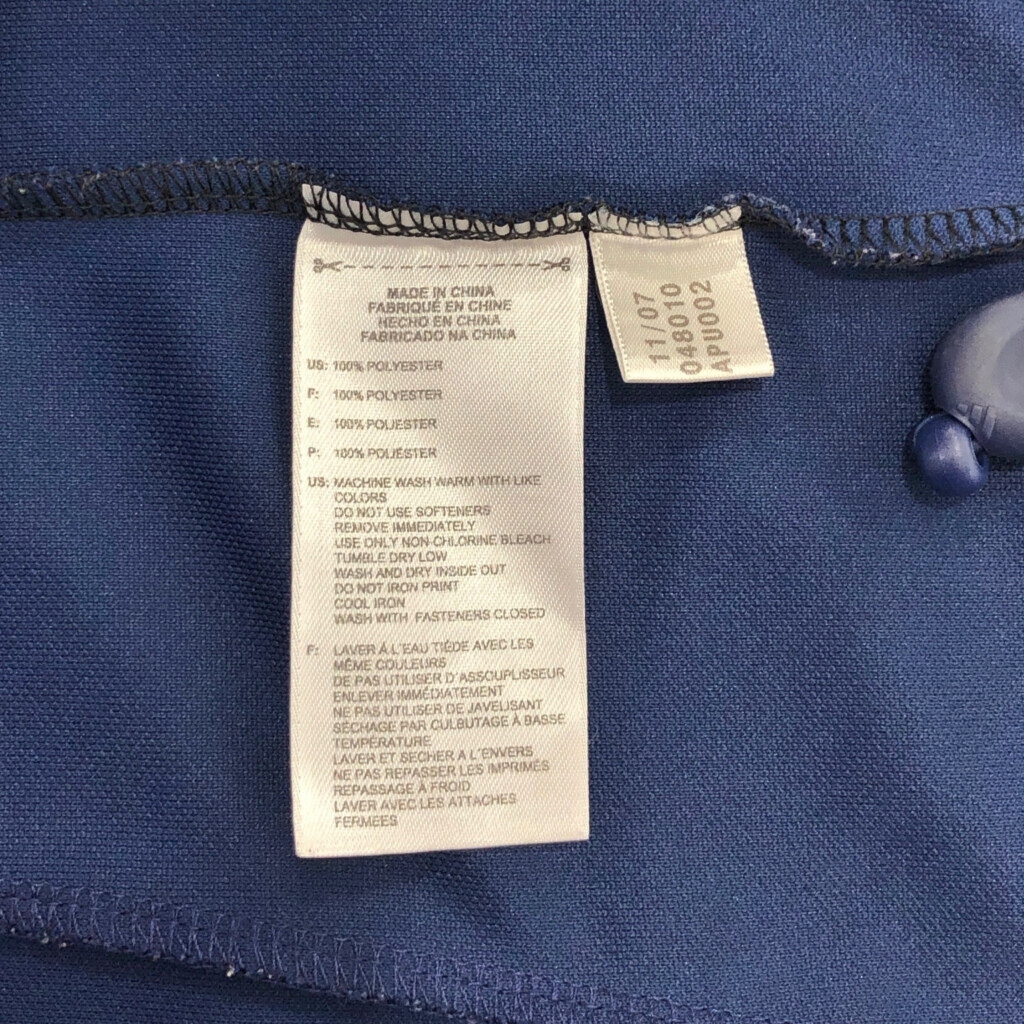 MADE IN CHINA
FABRIQUÉ EN CHINE
HECHO EN CHINA
FABRICADO NA CHINA
US: 100% POLYESTER
F: 100% POLYESTER
E: 100% POLIESTER
P: 100% POLIÉSTER
US: MACHINE WASH WARM WITH LIKE
COLORS
DO NOT USE SOFTENERS
REMOVE IMMEDIATELY
USE ONLY NON-CHLORINE BLEACH
TUMBLE DRY LOW
WASH AND DRY INSIDE OUT
DO NOT IRON PRINT
COOL IRON
WASH WITH FASTENERS CLOSED
F: LAVER À L'EAU TIÈDE AVEC LES
MÊME COULEURS
DE PAS UTILISER D'ASSOUPLISSEUR
ENLEVER IMMÉDIATEMENT
NE PAS UTILISER DE JAVELISANT
SÉCHAGE PAR CULBUTAGE À BASSE
TEMPÉRATURE
LAVER ET SÉCHER A L'ENVERS
NE PAS REPASSER LES IMPRIMÉS
REPASSAGE À FROID
LAVER AVEC LES ATTACHES
FERMEES
11/07
048010
APU002